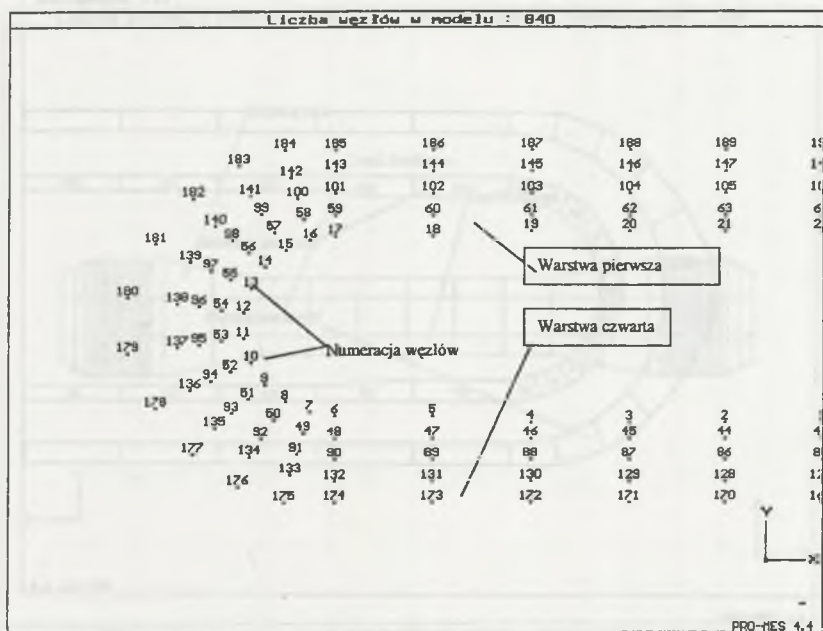 Liczba węzłów w modelu : 840
184 185 186 187 188 189
183 142 143 144 145 146 147
182 141 100 101 102 103 104 105
99 58 59 60 61 62 63
140 57 16 17 18 19 20 21
181 98 56 15
139 97 55 14 Warstwa pierwsza
13
180 138 96 54 12
Warstwa czwarta
179 137 95 53 11
Numeracja węzłów
52 10
136 94 9
178 51 8
93 50 7 6 5 4 3 2
135 92 49 48 47 46 45 44
177 134 91 90 89 88 87 86
133 132 131 130 129 128
176 175 174 173 172 171 170
Y
X
PRO-MES 4.4